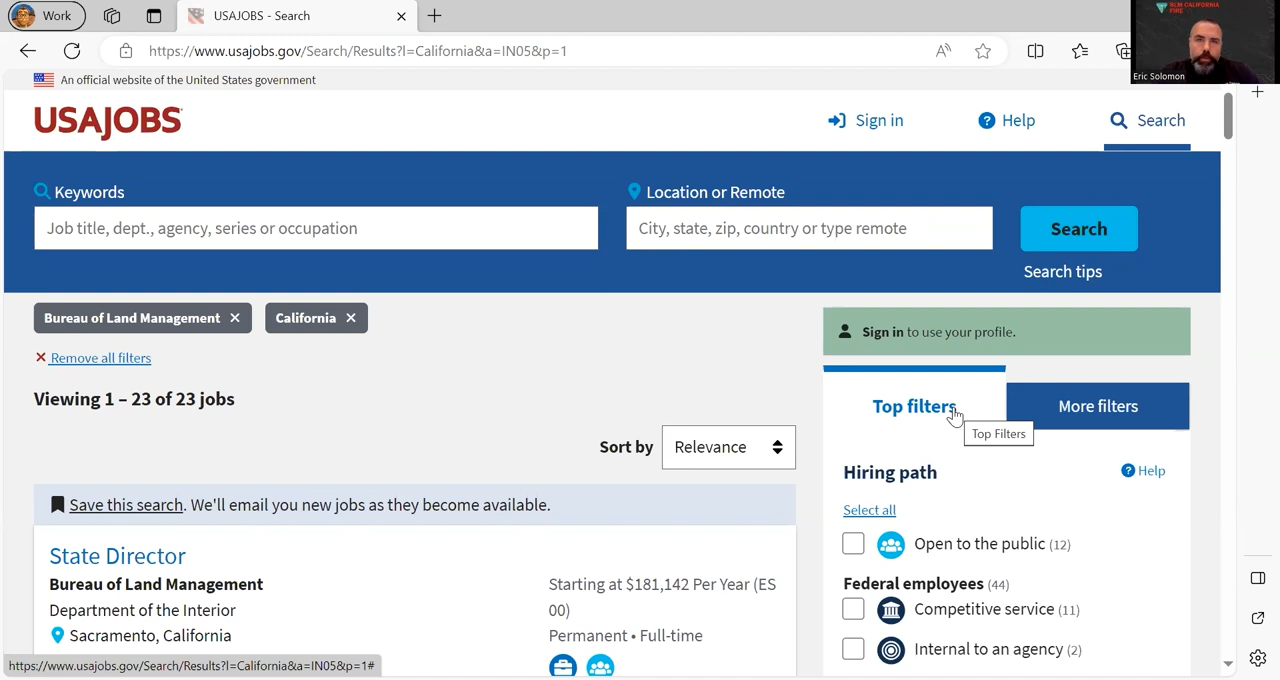 Work
USAJOBS - Search
https://www.usajobs.gov/Search/Results?l=California&a=IN05&p=1
BLM CALIFORNIA
FIRE
Eric Solomon
An official website of the United States government
USAJOBS
Sign in
Help
Search
Keywords
Location or Remote
Job title, dept., agency, series or occupation
City, state, zip, country or type remote
Search
Search tips
Bureau of Land Management
California
Remove all filters
Sign in to use your profile.
Viewing 1 – 23 of 23 jobs
Top filters
More filters
Top Filters
Sort by
Relevance
Hiring path
Help
Select all
Save this search. We'll email you new jobs as they become available.
Open to the public (12)
State Director
Bureau of Land Management
Starting at $181,142 Per Year (ES
00)
Federal employees (44)
Department of the Interior
Competitive service (11)
Sacramento, California
Permanent • Full-time
Internal to an agency (2)
https://www.usajobs.gov/Search/Results?l=California&a=IN05&p=1#